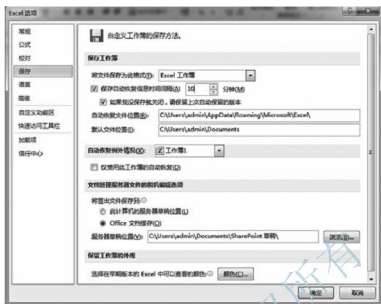 Excel 选项
常规
公式
校对
保存
语言
高级
自定义功能区
快速访问工具栏
加载项
信任中心
自定义工作簿的保存方法。
保存工作簿
将文件保存为此格式(F): Excel 工作簿
保存自动恢复信息时间间隔(A) 10 分钟(M)
如果我没保存就关闭，请保留上次自动保留的版本
自动恢复文件位置(R): C:\Users\admin\AppData\Roaming\Microsoft\Excel\
默认文件位置(I): C:\Users\admin\Documents
自动恢复例外情况(X): 工作簿1
仅禁用此工作簿的自动恢复(D)
文档管理服务器文件的脱机编辑选项
将签出文件保存到:
此计算机的服务器草稿位置(L)
Office 文档缓存(O)
服务器草稿位置(V): C:\Users\admin\Documents\SharePoint 草稿\ 浏览(B)...
保留工作簿的外观
选择在早期版本的 Excel 中可以查看的颜色: 颜色(C)...
所有
确定 取消